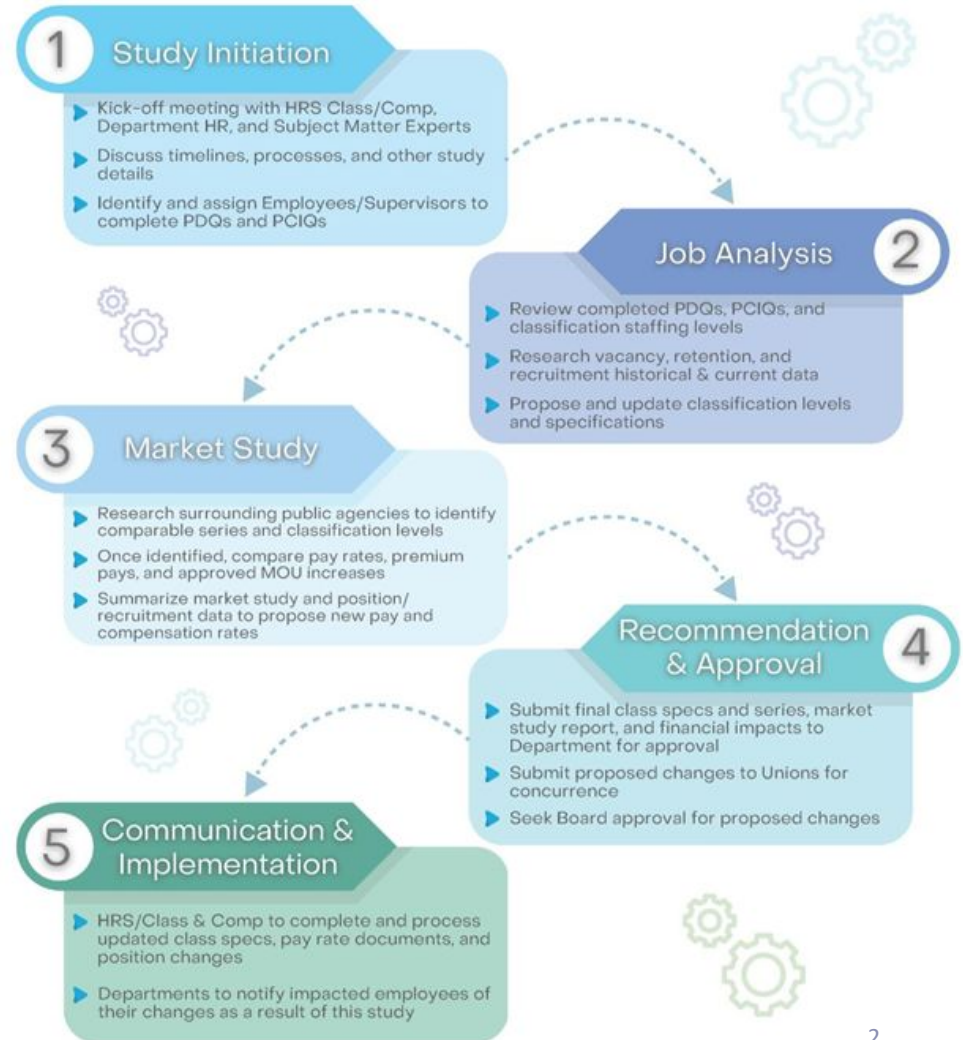 1
Study Initiation
Kick-off meeting with HRS Class/Comp,
Department HR, and Subject Matter Experts
Discuss timelines, processes, and other study
details
Identify and assign Employees/Supervisors to
complete PDQs and PCIQs
Job Analysis
2
Review completed PDQs, PCIQs, and
classification staffing levels
Research vacancy, retention, and
recruitment historical & current data
Propose and update classification levels
and specifications
3
Market Study
Research surrounding public agencies to identify
comparable series and classification levels
Once identified, compare pay rates, premium
pays, and approved MOU increases
Summarize market study and position/
recruitment data to propose new pay and
compensation rates
Recommendation
& Approval
4
Submit final class specs and series, market
study report, and financial impacts to
Department for approval
Submit proposed changes to Unions for
concurrence
Seek Board approval for proposed changes
5
Communication &
Implementation
HRS/Class & Comp to complete and process
updated class specs, pay rate documents, and
position changes
Departments to notify impacted employees of
their changes as a result of this study
2